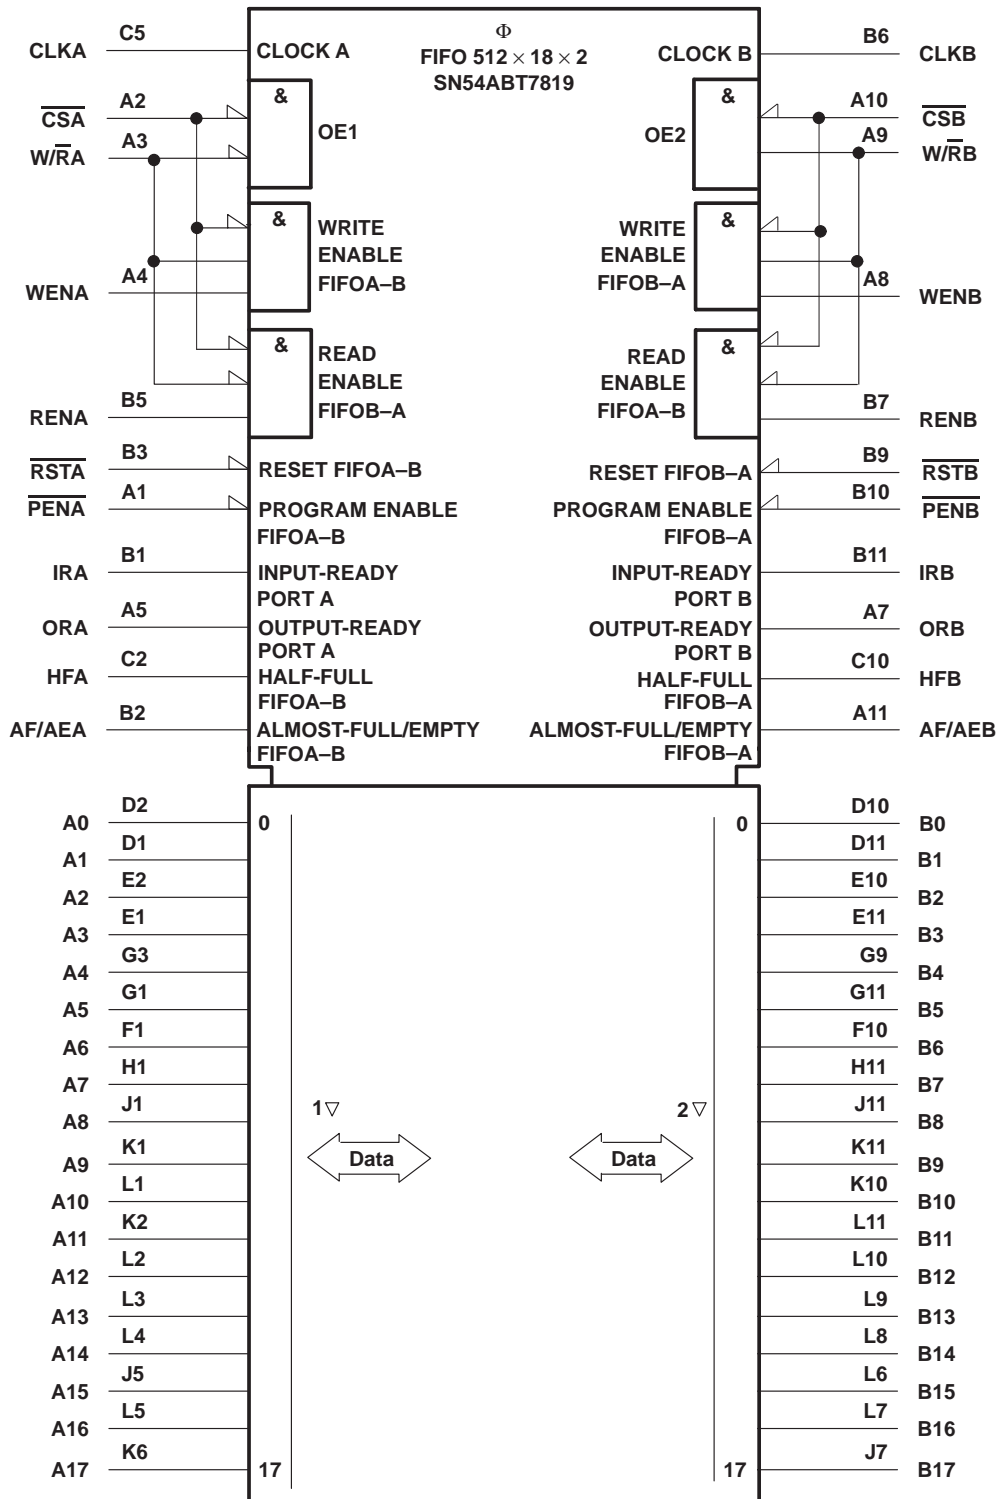 Φ
FIFO 512 × 18 × 2
SN54ABT7819
CLKA C5 CLOCK A
CSA A2
W/RA A3
& OE1
& WRITE
ENABLE
FIFOA–B
WENA A4
& READ
ENABLE
FIFOB–A
RENA B5
RSTA B3 RESET FIFOA–B
PENA A1 PROGRAM ENABLE
FIFOA–B
IRA B1 INPUT-READY
PORT A
ORA A5 OUTPUT-READY
PORT A
HFA C2 HALF-FULL
FIFOA–B
AF/AEA B2 ALMOST-FULL/EMPTY
FIFOA–B
CLOCK B B6 CLKB
A10 CSB
A9 W/RB
OE2 &
WRITE &
ENABLE
FIFOB–A
A8 WENB
READ &
ENABLE
FIFOA–B
B7 RENB
RESET FIFOB–A B9 RSTB
PROGRAM ENABLE B10 PENB
FIFOB–A
INPUT-READY B11 IRB
PORT B
OUTPUT-READY A7 ORB
PORT B
HALF-FULL C10 HFB
FIFOB–A
ALMOST-FULL/EMPTY A11 AF/AEB
FIFOB–A
A0 D2 0
A1 D1
A2 E2
A3 E1
A4 G3
A5 G1
A6 F1
A7 H1
A8 J1
A9 K1
A10 L1
A11 K2
A12 L2
A13 L3
A14 L4
A15 J5
A16 L5
A17 K6 17
1 ▽
Data
2 ▽
Data
0 D10 B0
D11 B1
E10 B2
E11 B3
G9 B4
G11 B5
F10 B6
H11 B7
J11 B8
K11 B9
K10 B10
L11 B11
L10 B12
L9 B13
L8 B14
L6 B15
L7 B16
17 J7 B17